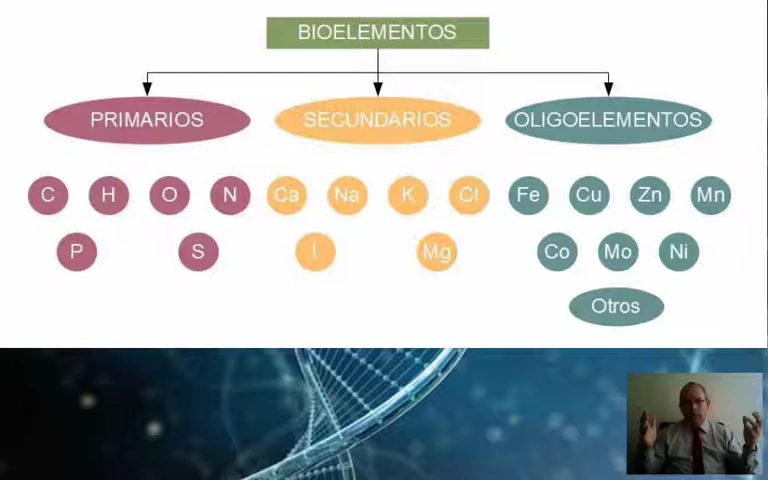 BIOELEMENTOS
PRIMARIOS SECUNDARIOS OLIGOELEMENTOS
C H O N Ca Na K Cl Fe Cu Zn Mn
P S I Mg Co Mo Ni
Otros